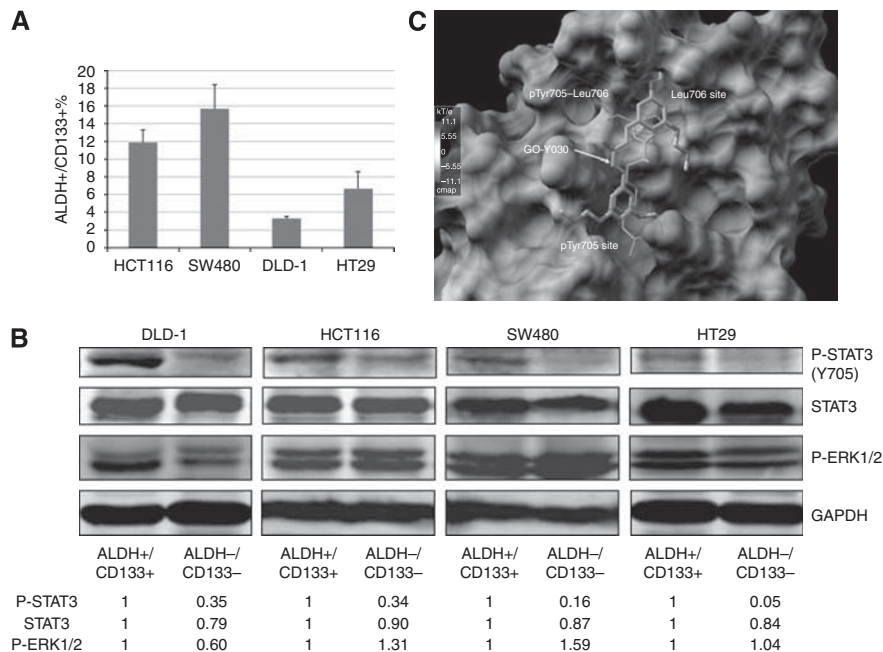 A
ALDH+/CD133+%
20
18
16
14
12
10
8
6
4
2
0
HCT116 SW480 DLD-1 HT29
C
pTyr705–Leu706
Leu706 site
kT/e
11.1
5.55
0
–5.55
–11.1
cmap
GO-Y030
pTyr705 site
B
DLD-1 HCT116 SW480 HT29
P-STAT3
(Y705)
STAT3
P-ERK1/2
GAPDH
ALDH+/ ALDH–/ ALDH+/ ALDH–/ ALDH+/ ALDH–/ ALDH+/ ALDH–/
CD133+ CD133– CD133+ CD133– CD133+ CD133– CD133+ CD133–
P-STAT3 1 0.35 1 0.34 1 0.16 1 0.05
STAT3 1 0.79 1 0.90 1 0.87 1 0.84
P-ERK1/2 1 0.60 1 1.31 1 1.59 1 1.04